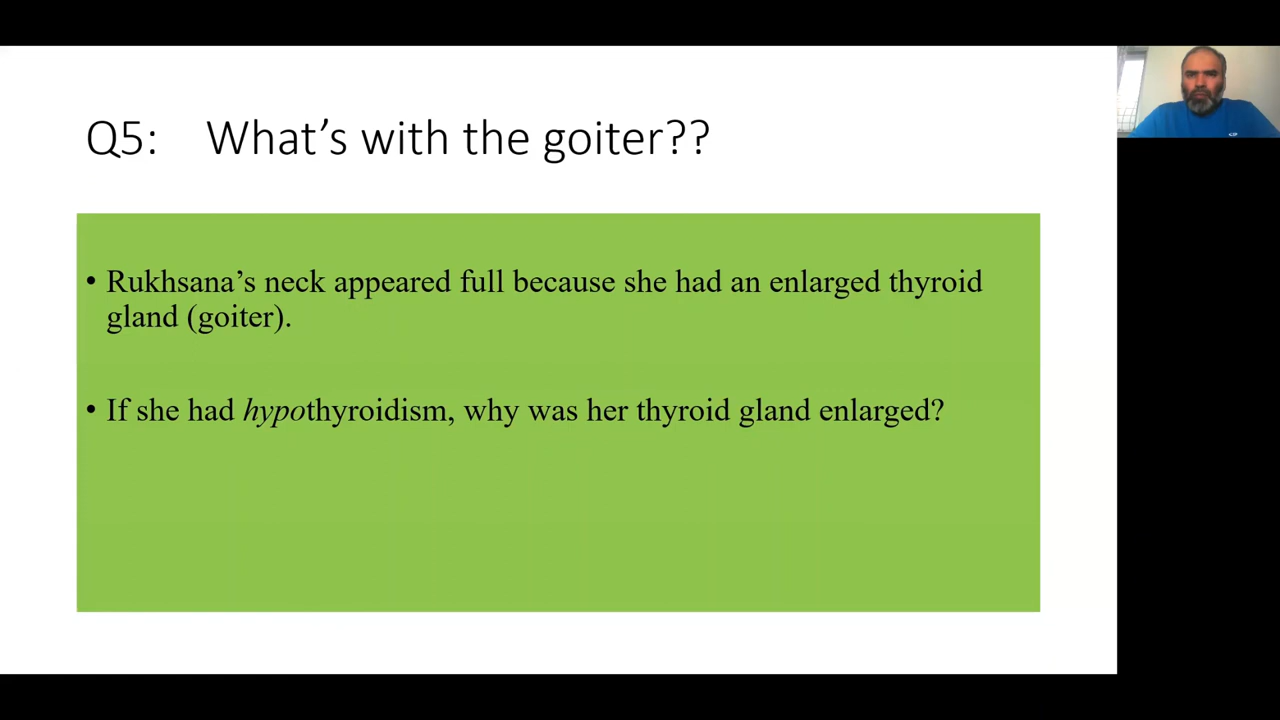 Q5: What’s with the goiter??
• Rukhsana’s neck appeared full because she had an enlarged thyroid
gland (goiter).
• If she had hypothyroidism, why was her thyroid gland enlarged?